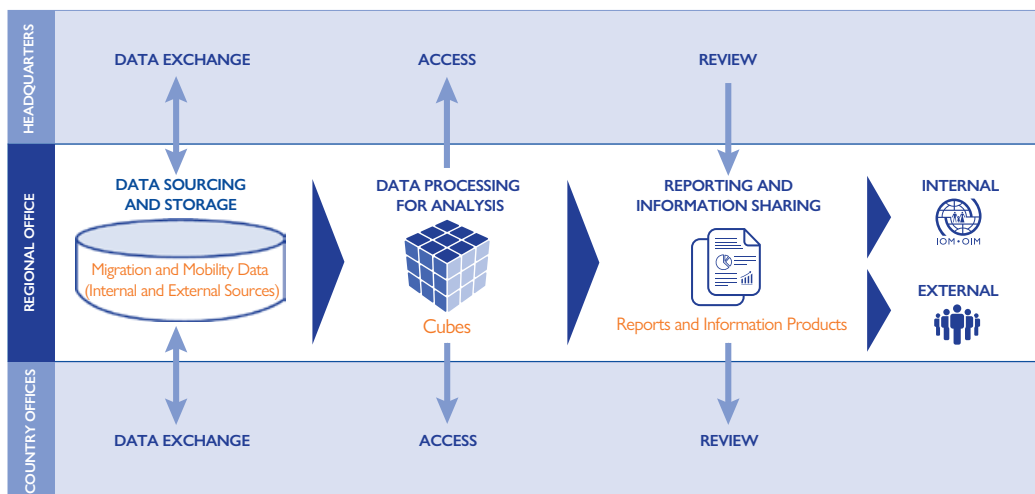 HEADQUARTERS
DATA EXCHANGE
ACCESS
REVIEW
REGIONAL OFFICE
DATA SOURCING
AND STORAGE
Migration and Mobility Data
(Internal and External Sources)
DATA PROCESSING
FOR ANALYSIS
Cubes
REPORTING AND
INFORMATION SHARING
Reports and Information Products
INTERNAL
IOM•OIM
EXTERNAL
COUNTRY OFFICES
DATA EXCHANGE
ACCESS
REVIEW